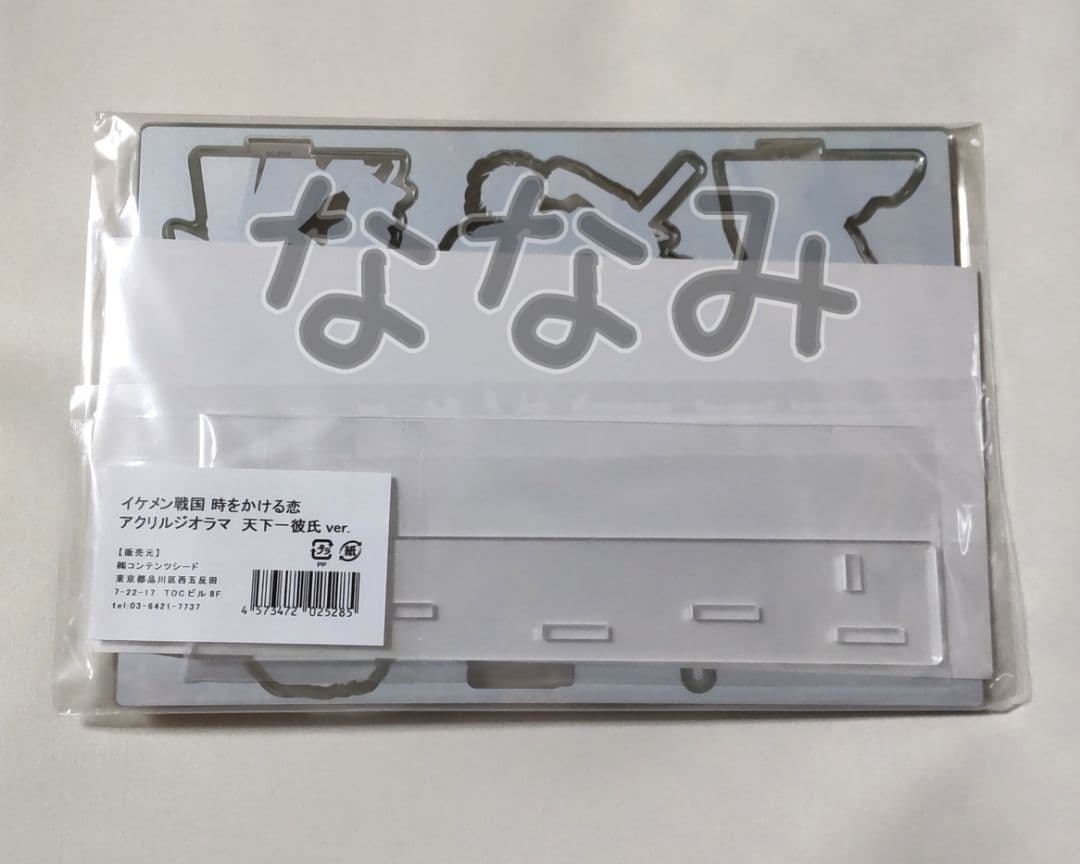 ななみ
イケメン戦国 時をかける恋
アクリルジオラマ 天下一彼氏 ver.
【販売元】
㈱コンテンツシード
東京都品川区西五反田
7-22-17 TOCビル8F
tel:03-6421-7737
プラ
PP
紙
4 573472 025285